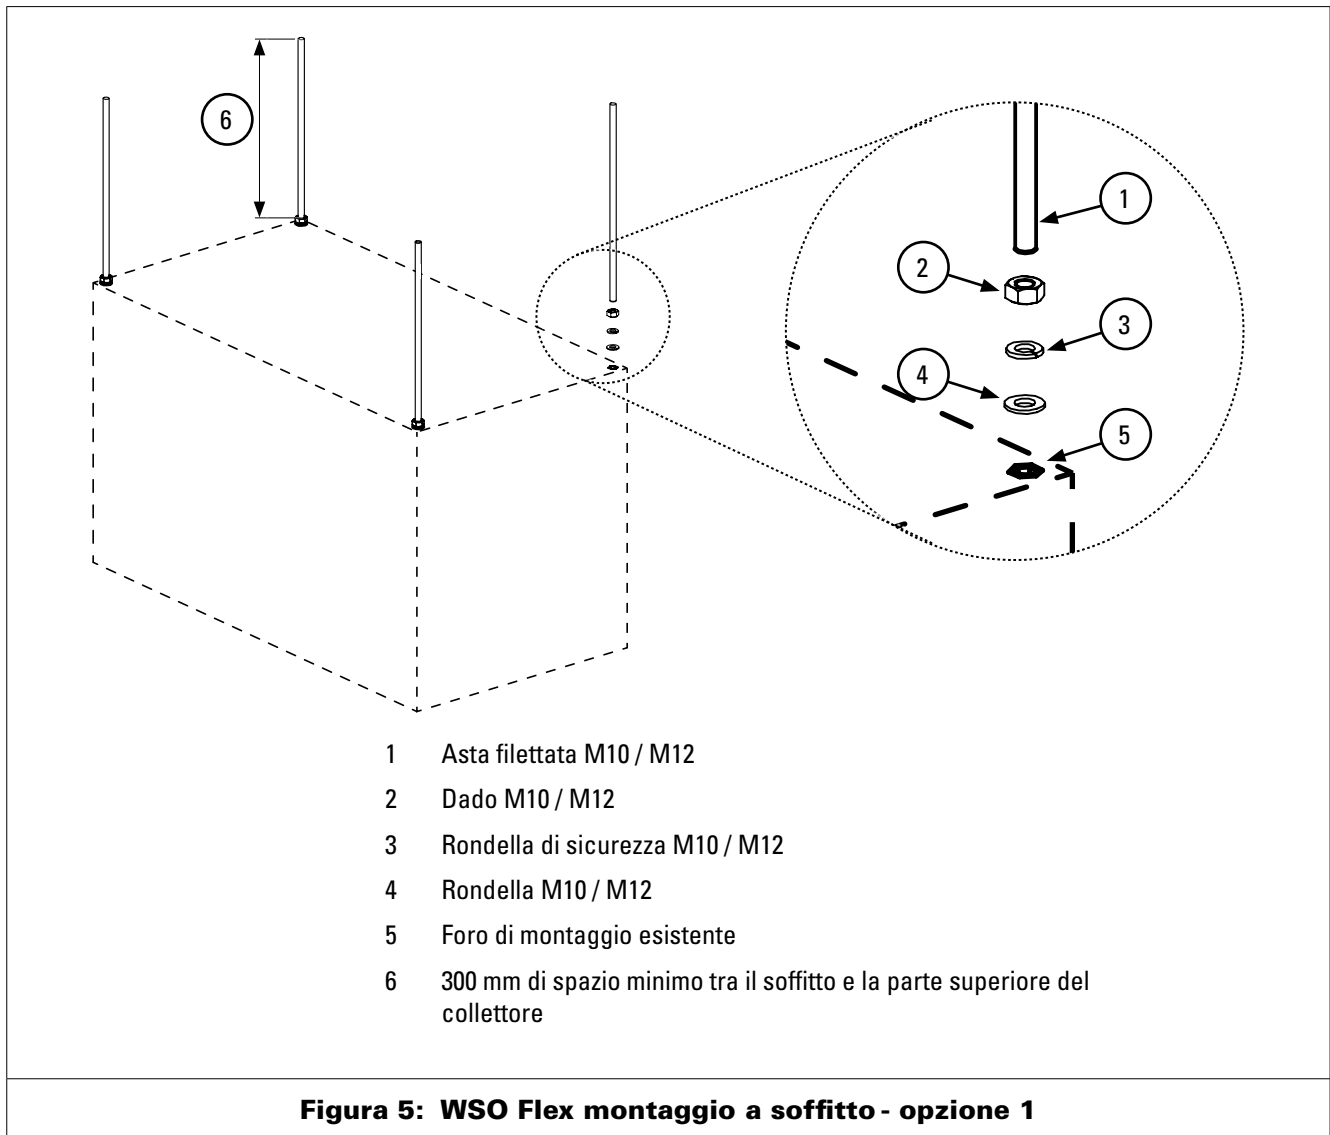 6
1
2
3
4
5
1 Asta filettata M10 / M12
2 Dado M10 / M12
3 Rondella di sicurezza M10 / M12
4 Rondella M10 / M12
5 Foro di montaggio esistente
6 300 mm di spazio minimo tra il soffitto e la parte superiore del
collettore
Figura 5: WSO Flex montaggio a soffitto - opzione 1